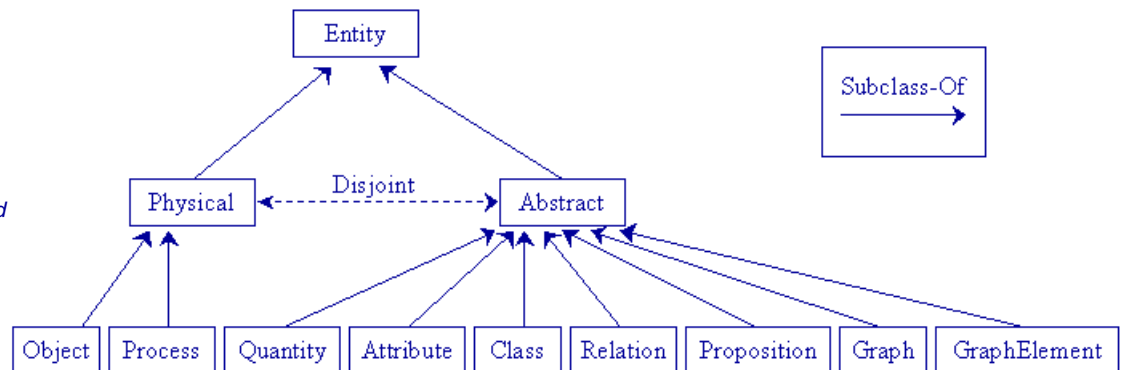 Entity
Subclass-Of
Disjoint
Physical
Abstract
d
Object Process Quantity Attribute Class Relation Proposition Graph GraphElement